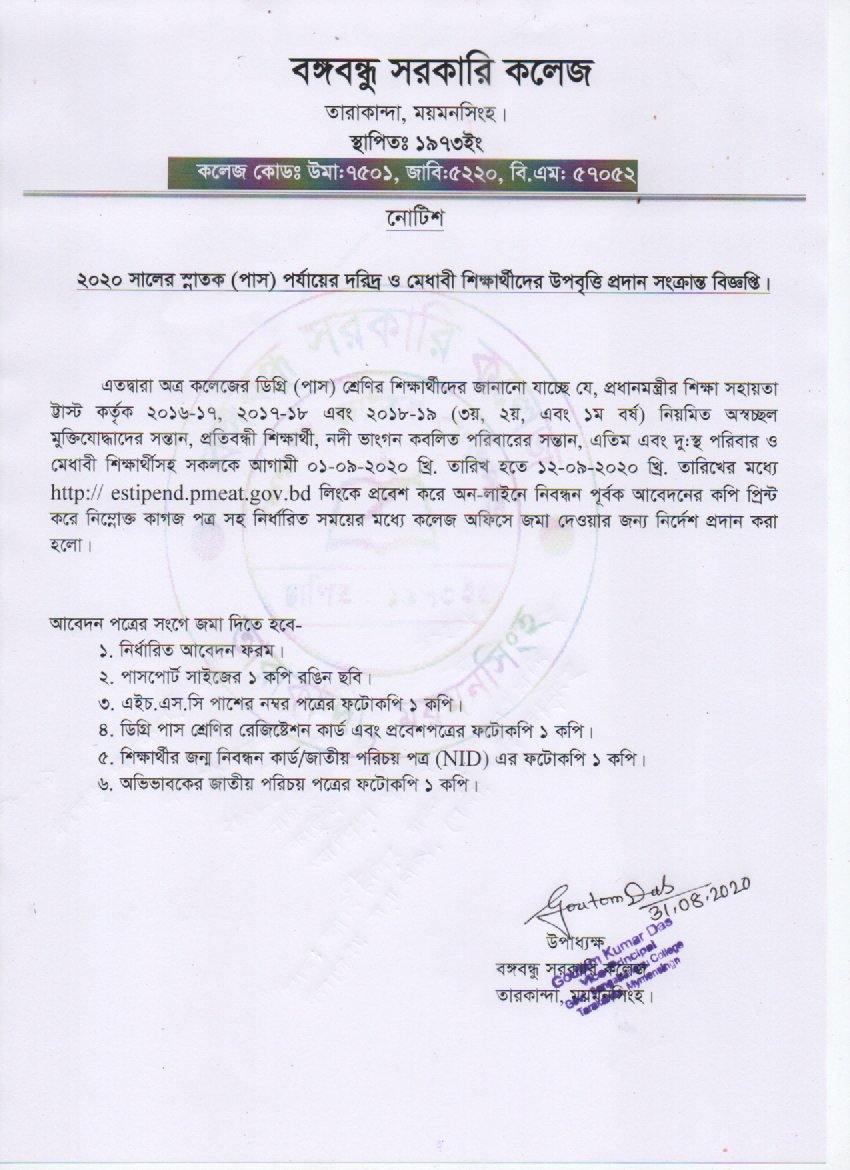 বঙ্গবন্ধু সরকারি কলেজ
তারাকান্দা, ময়মনসিংহ।
স্থাপিতঃ ১৯৭৩ইং
কলেজ কোডঃ উমা:৭৫০১, জাবি:৫২২০, বি.এম: ৫৭০৫২
নোটিশ
২০২০ সালের স্নাতক (পাস) পর্যায়ের দরিদ্র ও মেধাবী শিক্ষার্থীদের উপবৃত্তি প্রদান সংক্রান্ত বিজ্ঞপ্তি।
এতদ্বারা অত্র কলেজের ডিগ্রি (পাস) শ্রেণির শিক্ষার্থীদের জানানো যাচ্ছে যে, প্রধানমন্ত্রীর শিক্ষা সহায়তা
ট্রাস্ট কর্তৃক ২০১৬-১৭, ২০১৭-১৮ এবং ২০১৮-১৯ (৩য়, ২য়, এবং ১ম বর্ষ) নিয়মিত অস্বচ্ছল
মুক্তিযোদ্ধাদের সন্তান, প্রতিবন্ধী শিক্ষার্থী, নদী ভাংগন কবলিত পরিবারের সন্তান, এতিম এবং দু:স্থ পরিবার ও
মেধাবী শিক্ষার্থীসহ সকলকে আগামী ০১-০৯-২০২০ খ্রি. তারিখ হতে ১২-০৯-২০২০ খ্রি. তারিখের মধ্যে
http:// estipend.pmeat.gov.bd লিংকে প্রবেশ করে অন-লাইনে নিবন্ধন পূর্বক আবেদনের কপি প্রিন্ট
করে নিম্নোক্ত কাগজ পত্র সহ নির্ধারিত সময়ের মধ্যে কলেজ অফিসে জমা দেওয়ার জন্য নির্দেশ প্রদান করা
হলো।
আবেদন পত্রের সংগে জমা দিতে হবে-
১. নির্ধারিত আবেদন ফরম।
২. পাসপোর্ট সাইজের ১ কপি রঙিন ছবি।
৩. এইচ.এস.সি পাশের নম্বর পত্রের ফটোকপি ১ কপি।
৪. ডিগ্রি পাস শ্রেণির রেজিষ্টেশন কার্ড এবং প্রবেশপত্রের ফটোকপি ১ কপি।
৫. শিক্ষার্থীর জন্ম নিবন্ধন কার্ড/জাতীয় পরিচয় পত্র (NID) এর ফটোকপি ১ কপি।
৬. অভিভাবকের জাতীয় পরিচয় পত্রের ফটোকপি ১ কপি।
Goutom Das
31.08.2020
উপাধ্যক্ষ
বঙ্গবন্ধু সরকারি কলেজ
তারকান্দা, ময়মনসিংহ।
Goutam Kumar Das
Vice Principal
College
Mymensingh